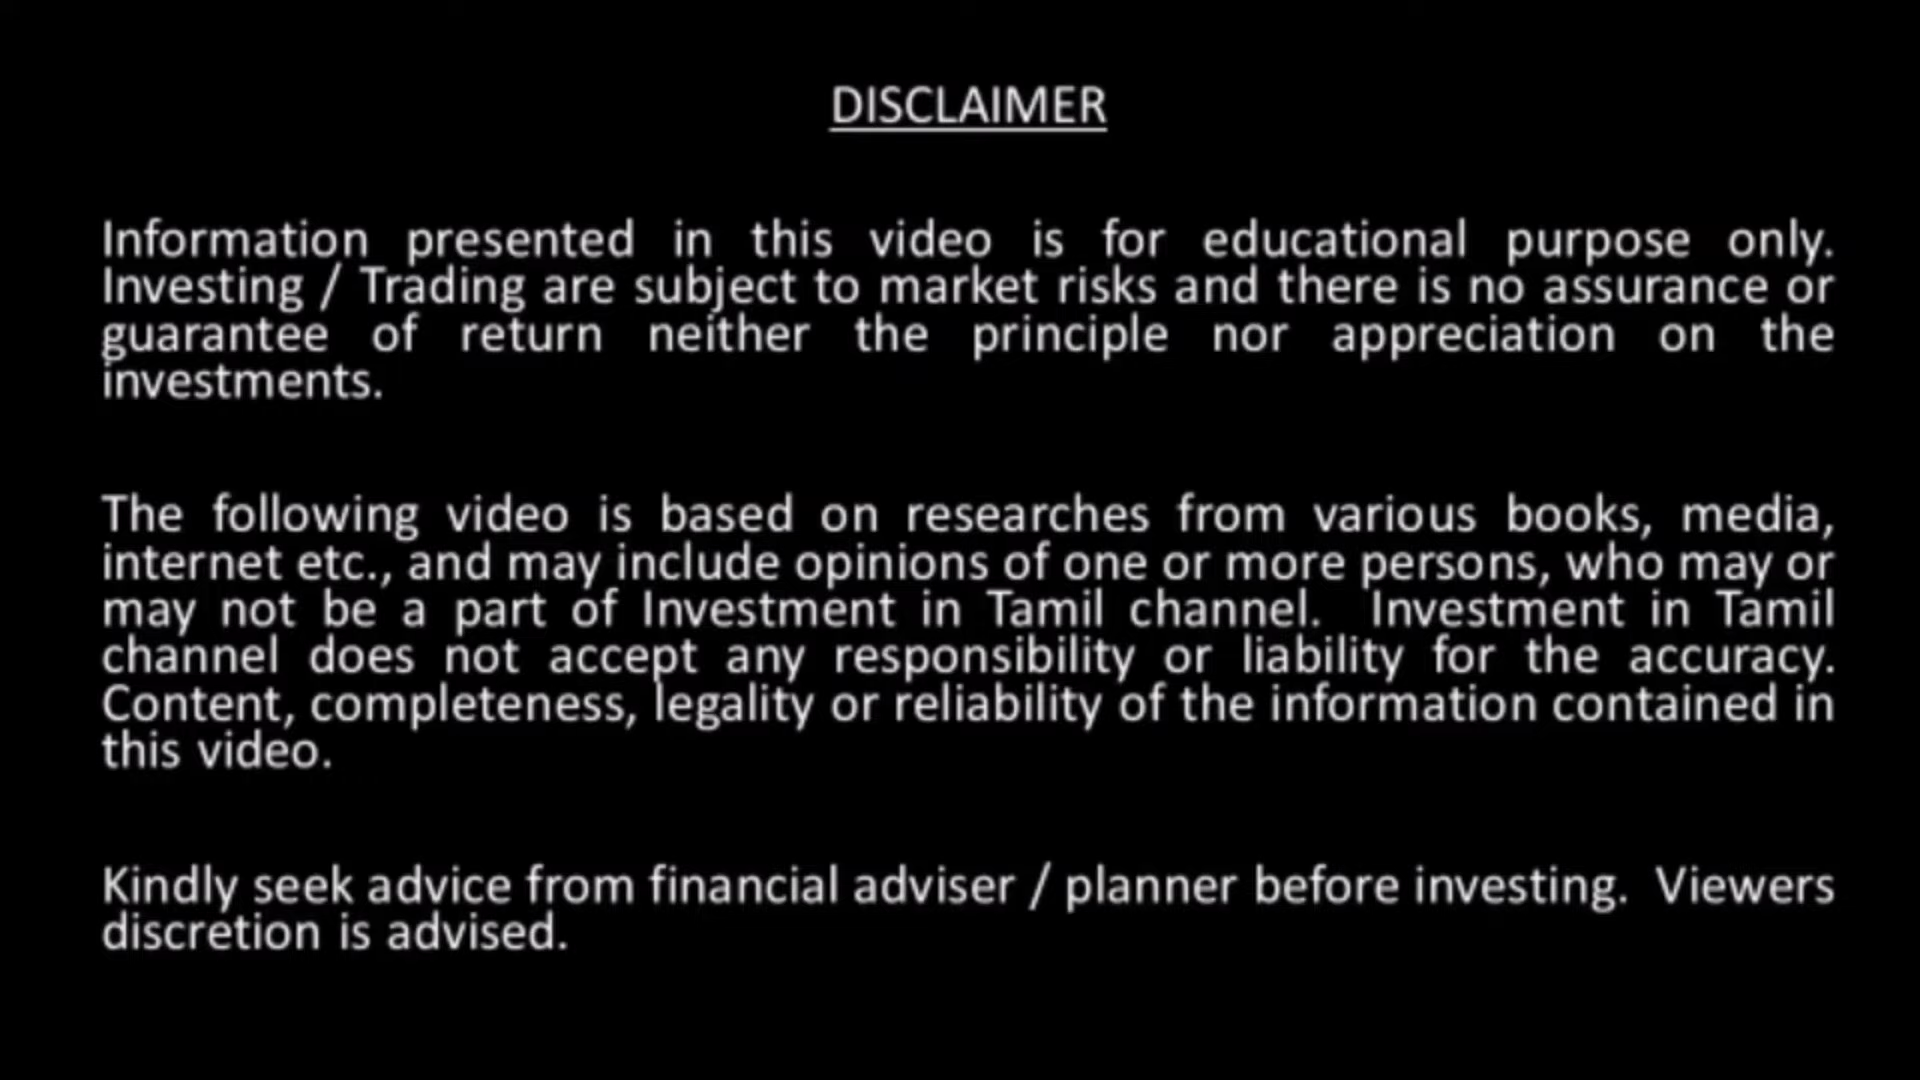 DISCLAIMER
Information presented in this video is for educational purpose only.
Investing / Trading are subject to market risks and there is no assurance or
guarantee of return neither the principle nor appreciation on the
investments.
The following video is based on researches from various books, media,
internet etc., and may include opinions of one or more persons, who may or
may not be a part of Investment in Tamil channel. Investment in Tamil
channel does not accept any responsibility or liability for the accuracy.
Content, completeness, legality or reliability of the information contained in
this video.
Kindly seek advice from financial adviser / planner before investing. Viewers
discretion is advised.